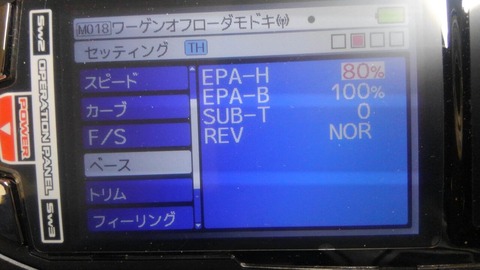 M018 ワーゲンオフローダモドキ
セッティング TH
スピード
カーブ
F/S
ベース
トリム
フィーリング
EPA-H 80%
EPA-B 100%
SUB-T 0
REV NOR
SW2 OPERATION PANEL SW3
POWER